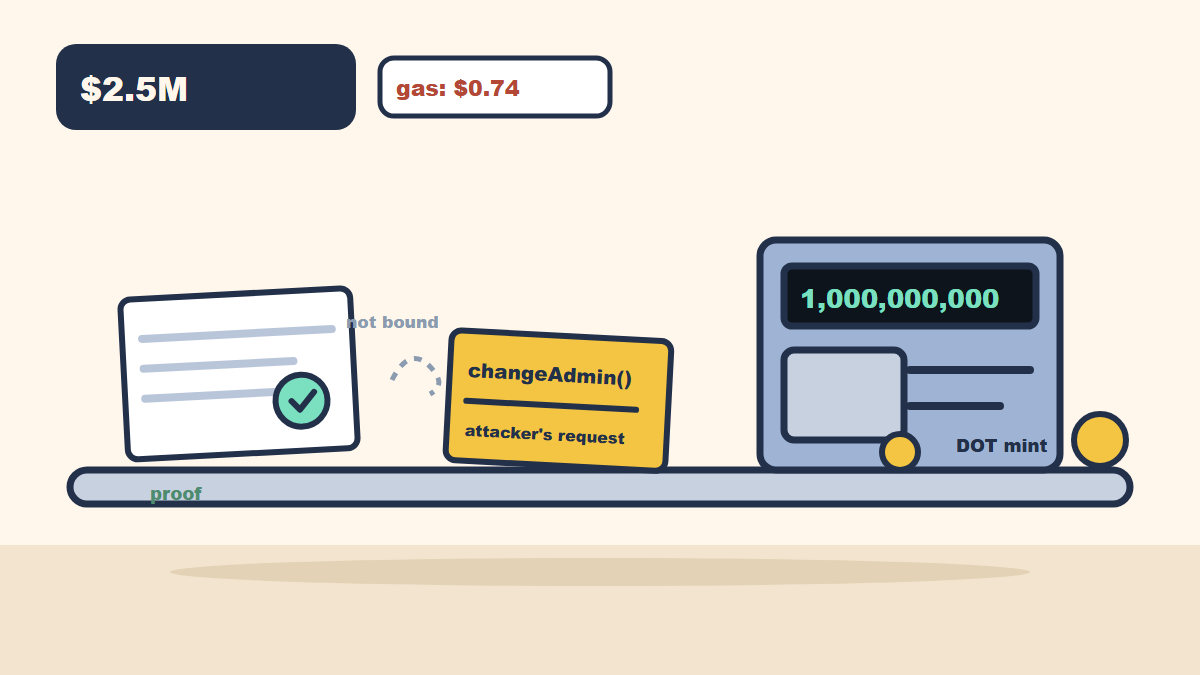 $2.5M
gas: $0.74
not bound
changeAdmin()
attacker's request
1,000,000,000
DOT mint
proof